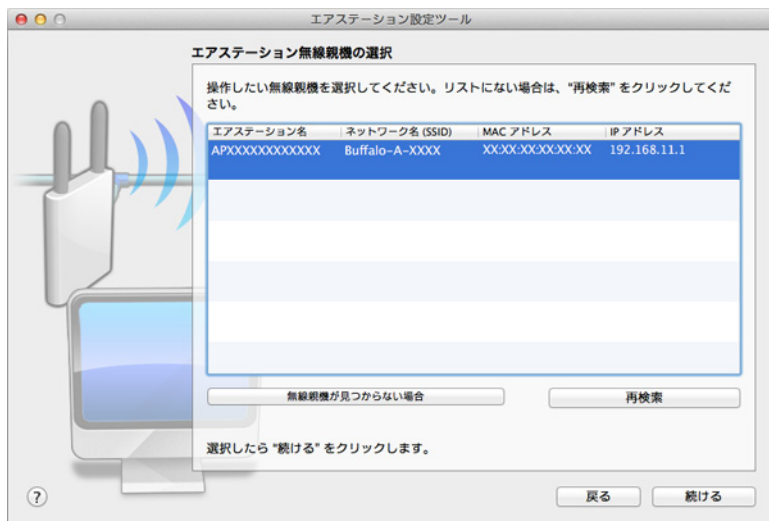 エアステーション設定ツール
エアステーション無線親機の選択
操作したい無線親機を選択してください。リストにない場合は、"再検索" をクリックしてくだ
さい。
エアステーション名 ネットワーク名 (SSID) MAC アドレス IP アドレス
APXXXXXXXXXXXX Buffalo-A-XXXX XX:XX:XX:XX:XX:XX 192.168.11.1
無線親機が見つからない場合 再検索
選択したら "続ける" をクリックします。
? 戻る 続ける